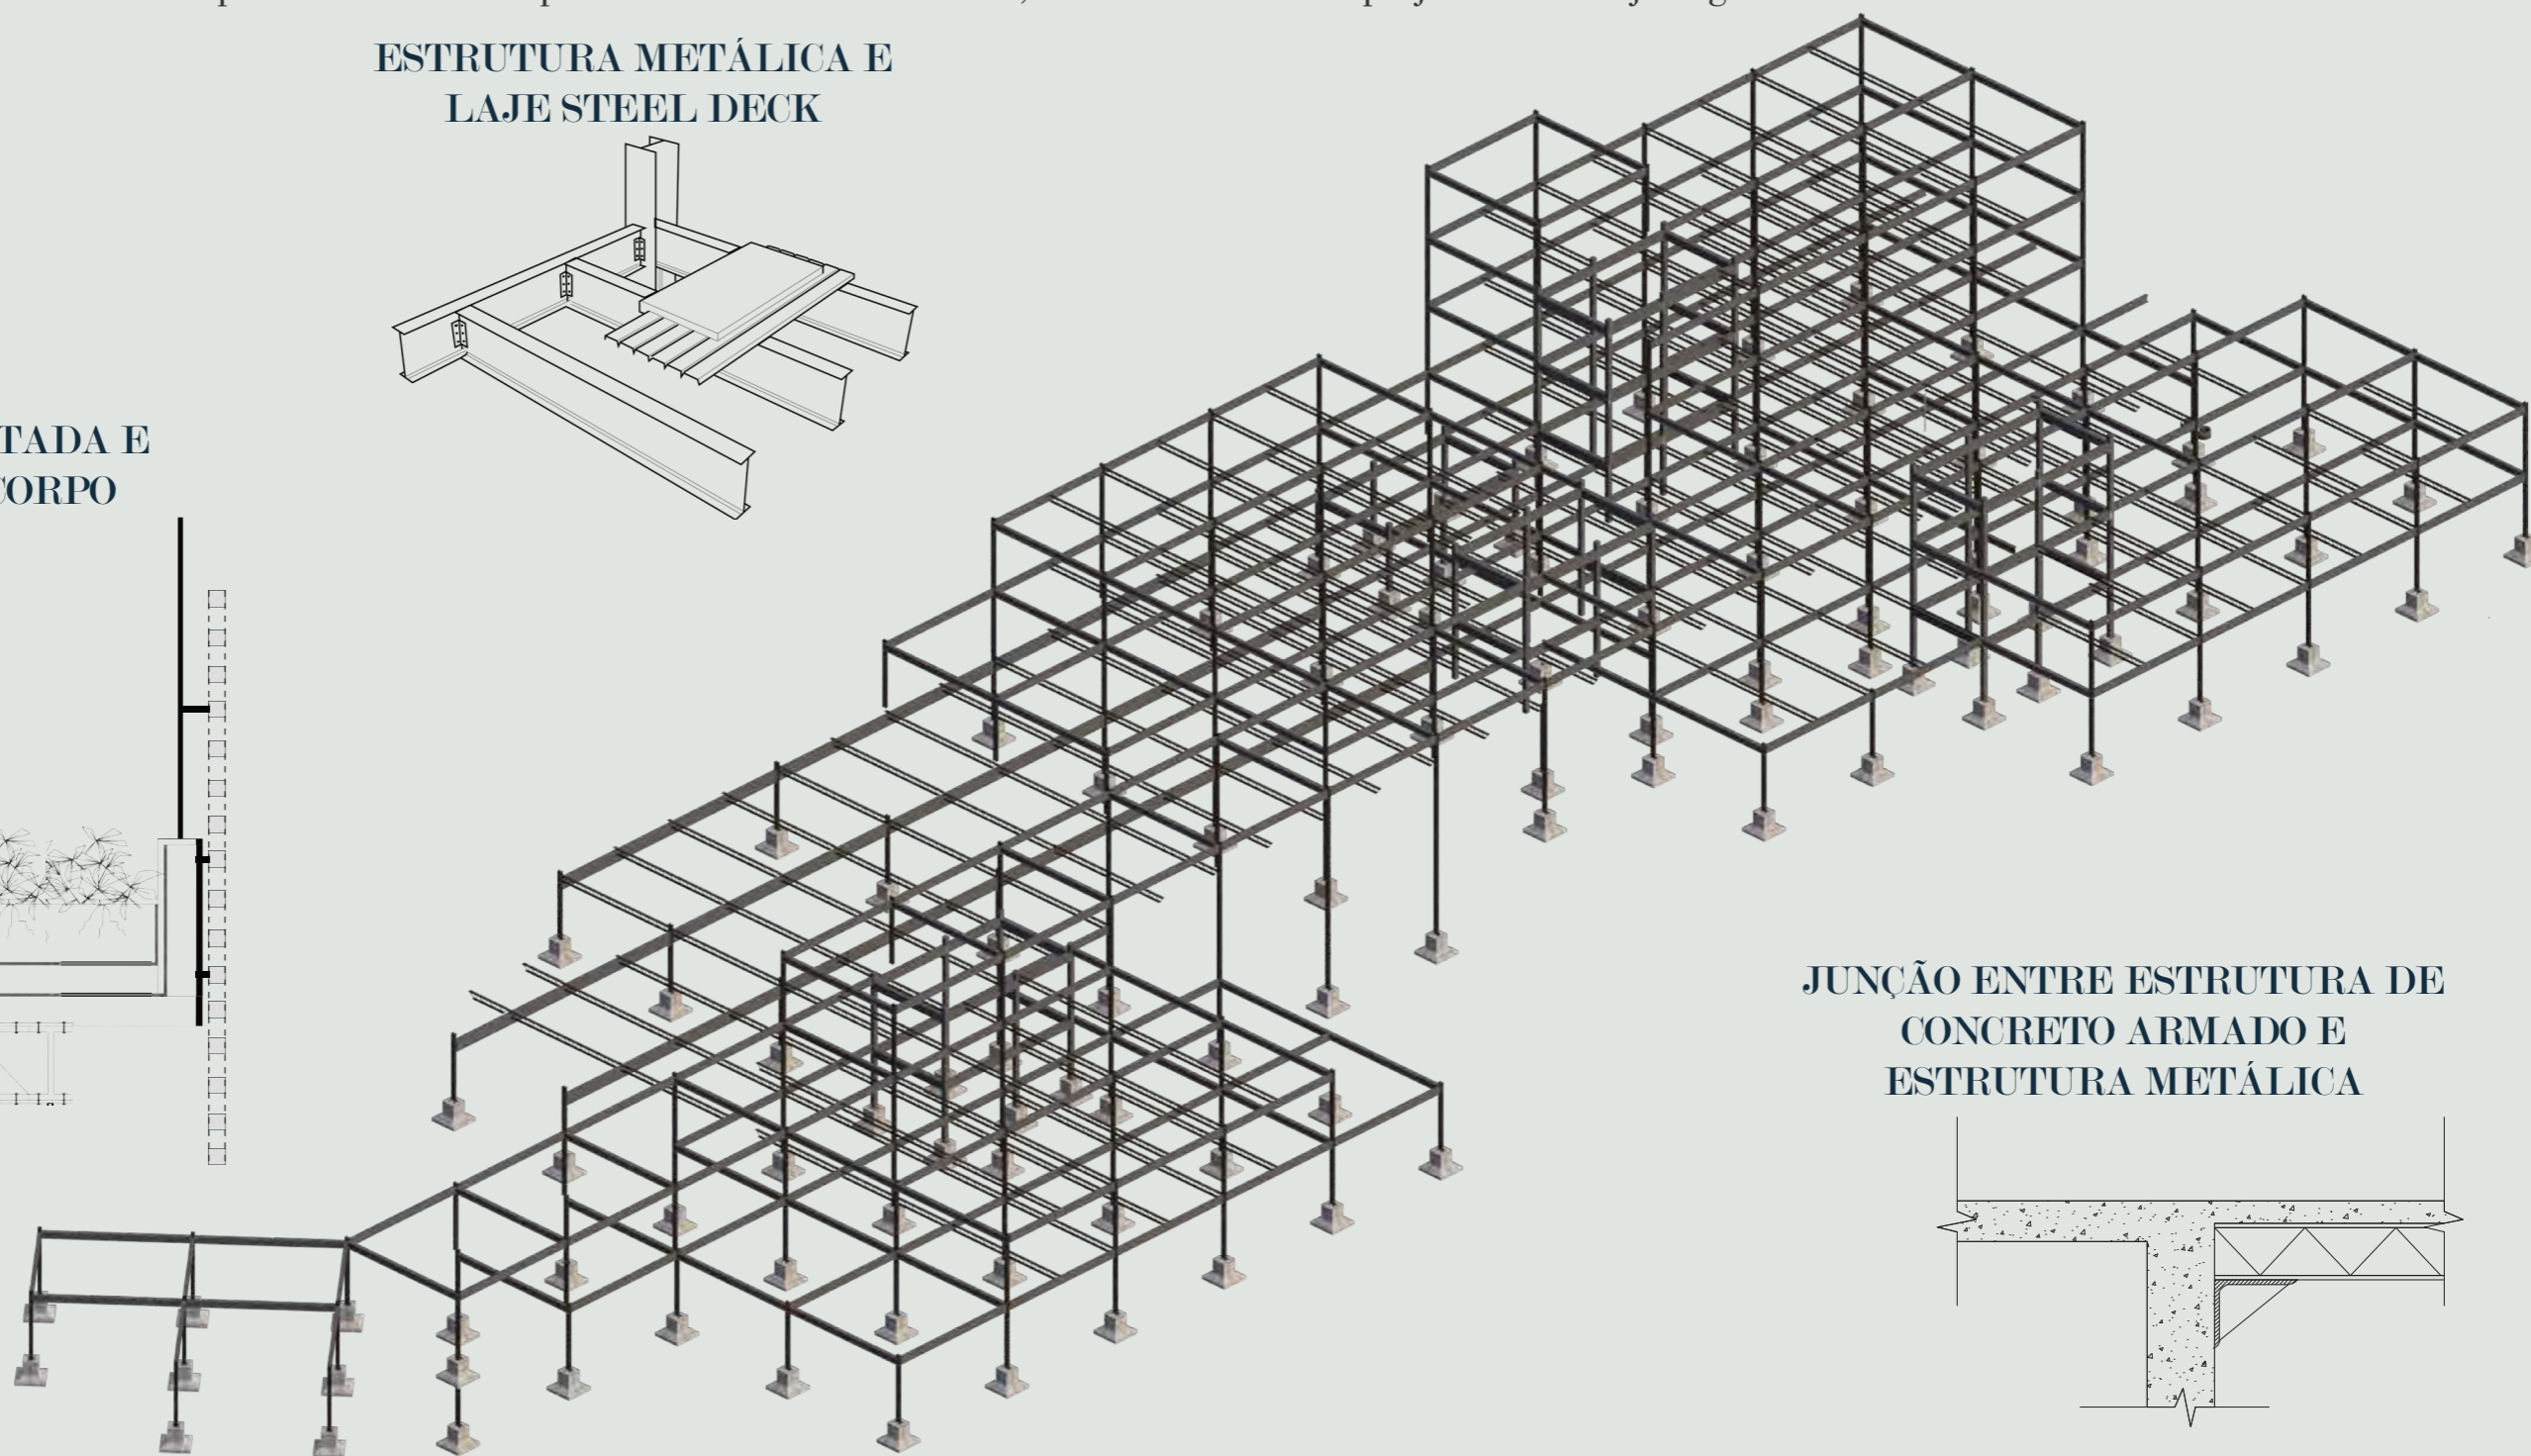 ESTRUTURA METÁLICA E
LAJE STEEL DECK
TADA E
CORPO
JUNÇÃO ENTRE ESTRUTURA DE
CONCRETO ARMADO E
ESTRUTURA METÁLICA